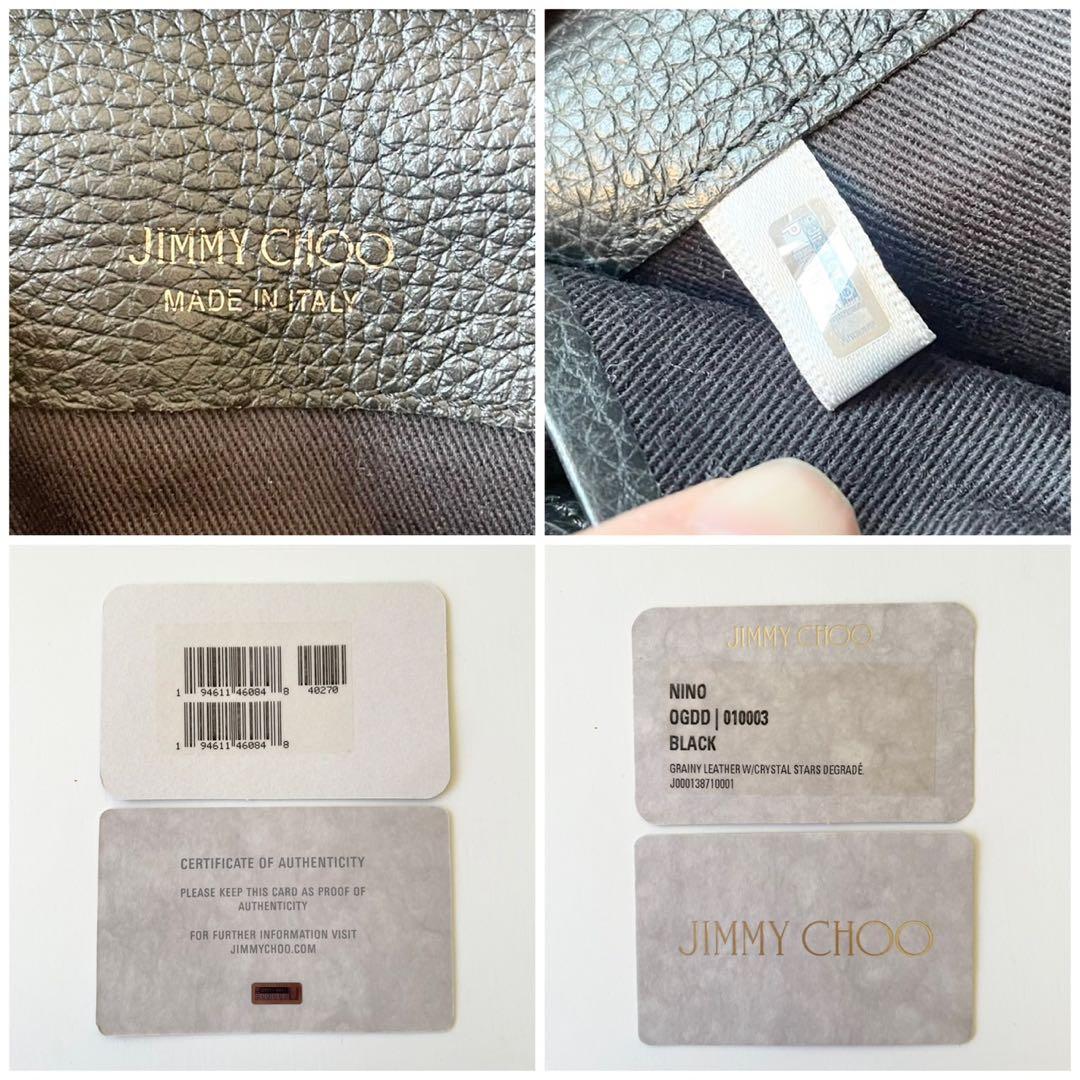 JIMMY CHOO
MADE IN ITALY
1 94611 46084 8 40270
1 94611 46084 8
JIMMY CHOO
NINO
OGDD | 010003
BLACK
GRAINY LEATHER W/CRYSTAL STARS DEGRADÉ.
J000138710001
CERTIFICATE OF AUTHENTICITY
PLEASE KEEP THIS CARD AS PROOF OF
AUTHENTICITY
FOR FURTHER INFORMATION VISIT
JIMMYCHOO.COM
JIMMY CHOO